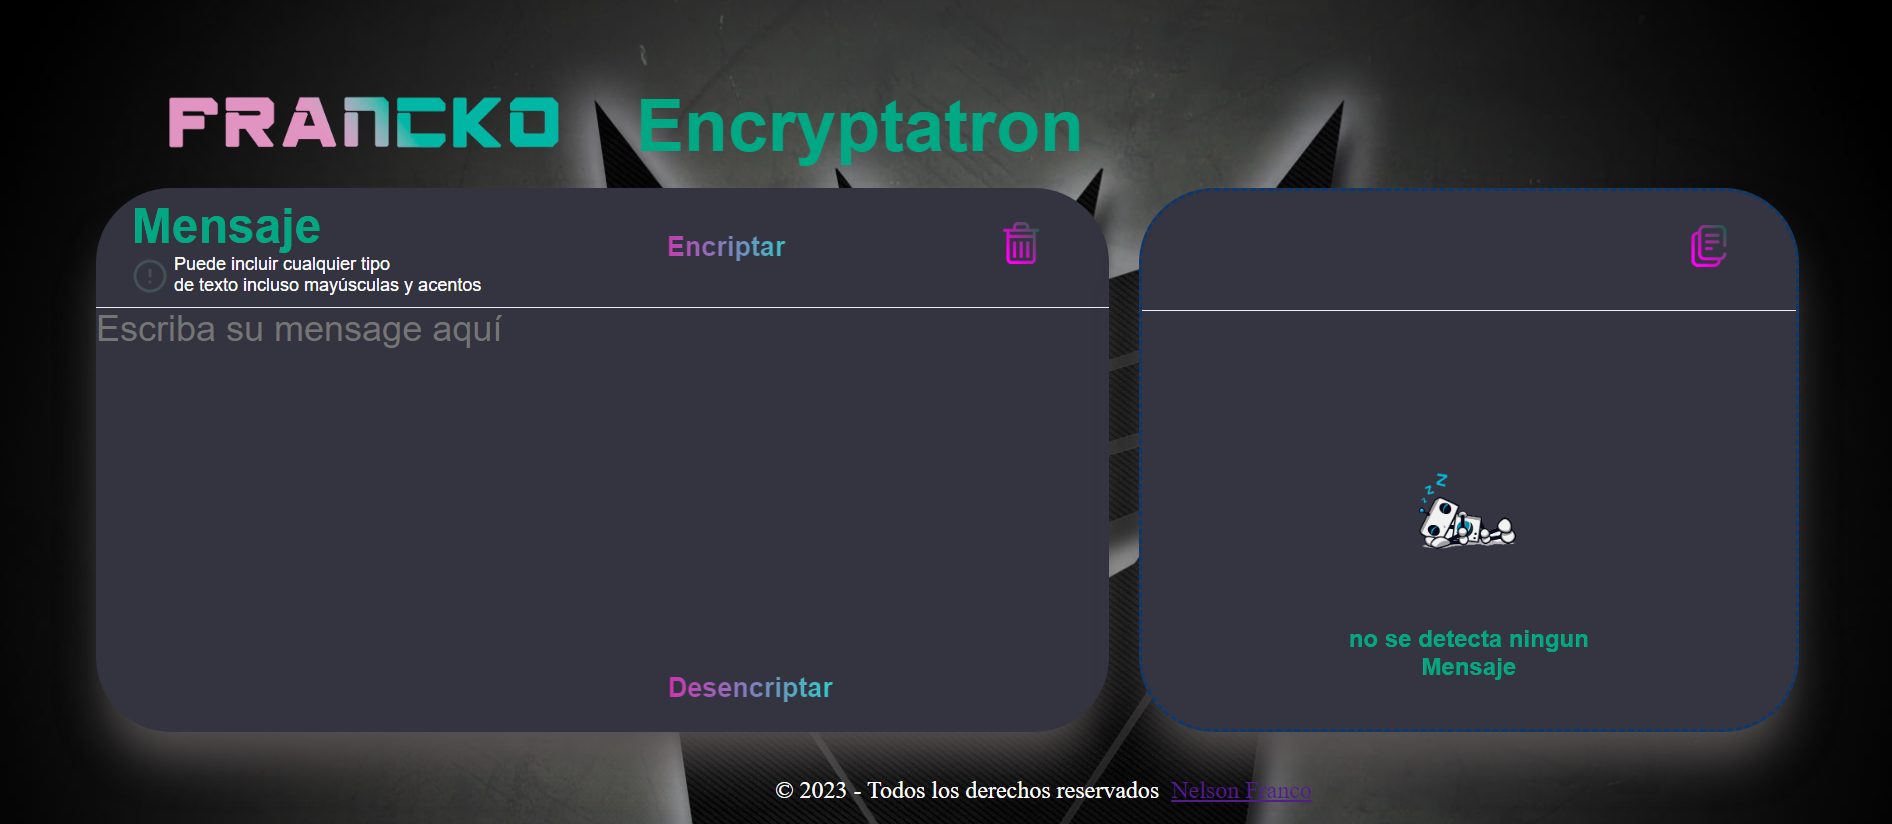 FRANCKO
Encryptatron
Mensaje
Puede incluir cualquier tipo
de texto incluso mayúsculas y acentos
Encriptar
Escriba su mensage aquí
Desencriptar
z z Z
no se detecta ningun
Mensaje
© 2023 - Todos los derechos reservados Nelson Franco